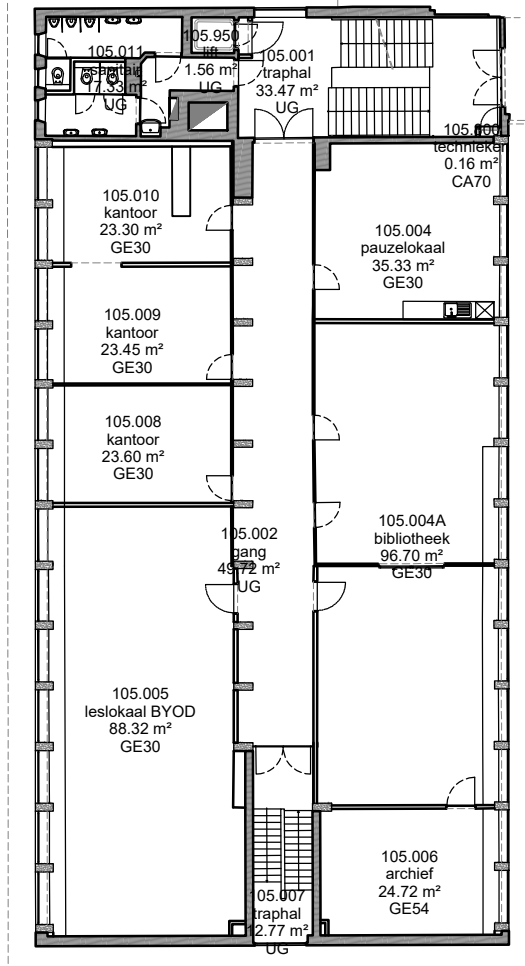 105.011
sanitair
17.33 m²
UG
105.950
lift
1.56 m²
UG
105.001
traphal
33.47 m²
UG
technieker
0.16 m²
CA70
105.010
kantoor
23.30 m²
GE30
105.004
pauzelokaal
35.33 m²
GE30
105.009
kantoor
23.45 m²
GE30
105.008
kantoor
23.60 m²
GE30
105.002
gang
49.72 m²
UG
105.004A
bibliotheek
96.70 m²
GE30
105.005
leslokaal BYOD
88.32 m²
GE30
105.006
archief
24.72 m²
GE54
105.007
traphal
12.77 m²
UG